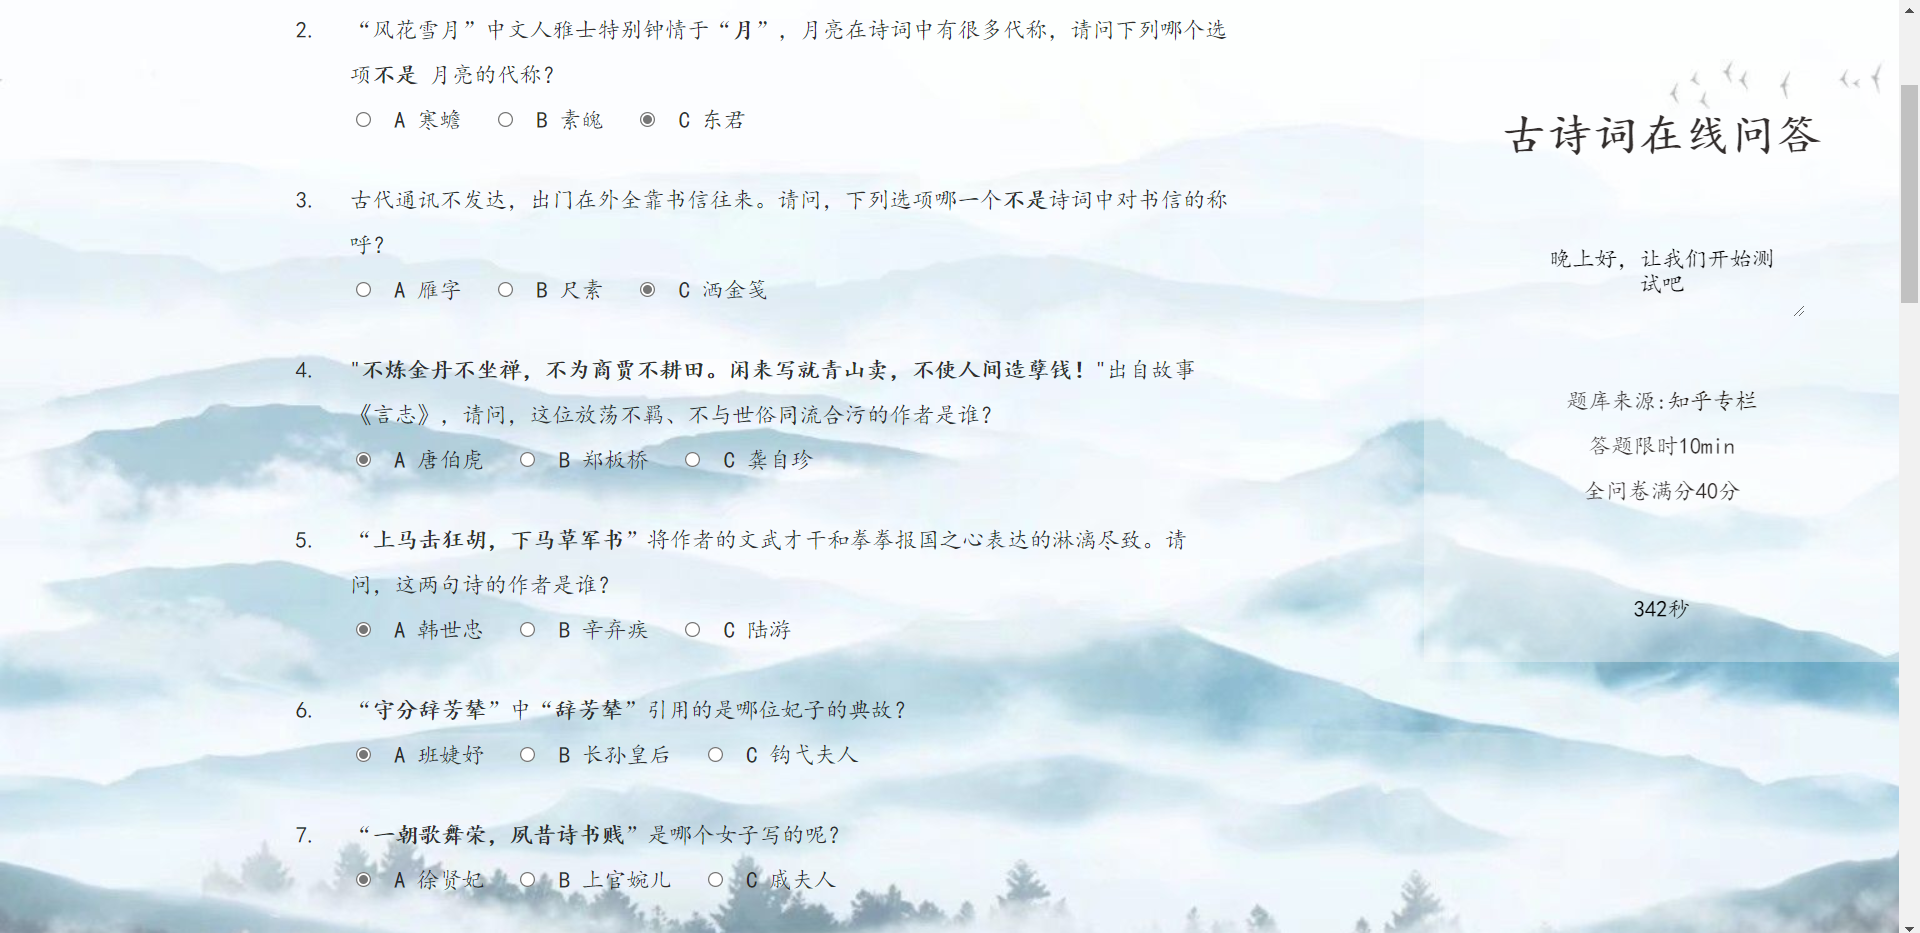 2. “风花雪月”中文人雅士特别钟情于“月”，月亮在诗词中有很多代称，请问下列哪个选
项不是 月亮的代称？
A 寒蟾 B 素魄 C 东君
3. 古代通讯不发达，出门在外全靠书信往来。请问，下列选项哪一个不是诗词中对书信的称
呼？
A 雁字 B 尺素 C 洒金笺
4. "不炼金丹不坐禅，不为商贾不耕田。闲来写就青山卖，不使人间造孽钱！"出自故事
《言志》，请问，这位放荡不羁、不与世俗同流合污的作者是谁？
A 唐伯虎 B 郑板桥 C 龚自珍
5. “上马击狂胡，下马草军书”将作者的文武才干和拳拳报国之心表达的淋漓尽致。请
问，这两句诗的作者是谁？
A 韩世忠 B 辛弃疾 C 陆游
6. “守分辞芳辇”中“辞芳辇”引用的是哪位妃子的典故？
A 班婕妤 B 长孙皇后 C 钩弋夫人
7. “一朝歌舞荣，夙昔诗书贱”是哪个女子写的呢？
A 徐贤妃 B 上官婉儿 C 戚夫人
古诗词在线问答
晚上好，让我们开始测
试吧
题库来源:知乎专栏
答题限时10min
全问卷满分40分
342秒